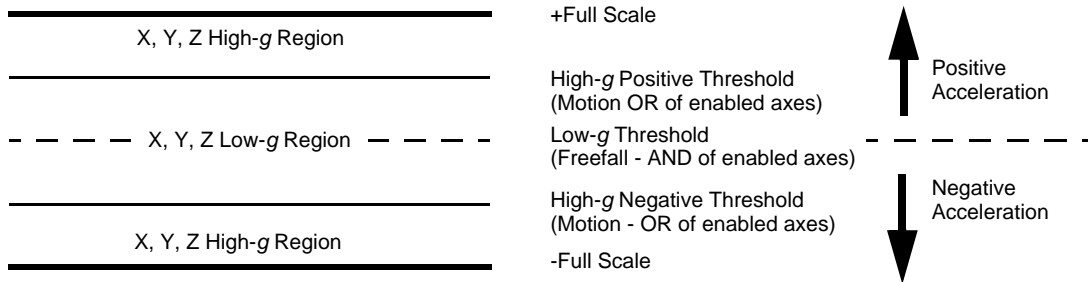 +Full Scale
X, Y, Z High-g Region
High-g Positive Threshold
(Motion OR of enabled axes)
Positive
Acceleration
X, Y, Z Low-g Region
Low-g Threshold
(Freefall - AND of enabled axes)
High-g Negative Threshold
(Motion - OR of enabled axes)
Negative
Acceleration
X, Y, Z High-g Region
-Full Scale